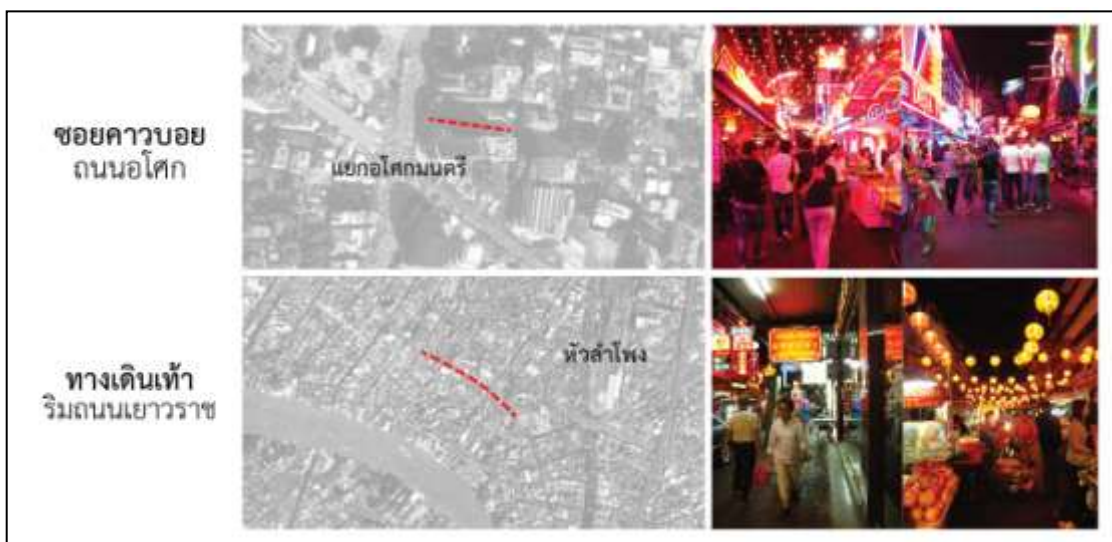 ซอยคาวบอย
ถนนอโศก
แยกอโศกมนตรี
ทางเดินเท้า
ริมถนนเยาวราช
หัวลำโพง